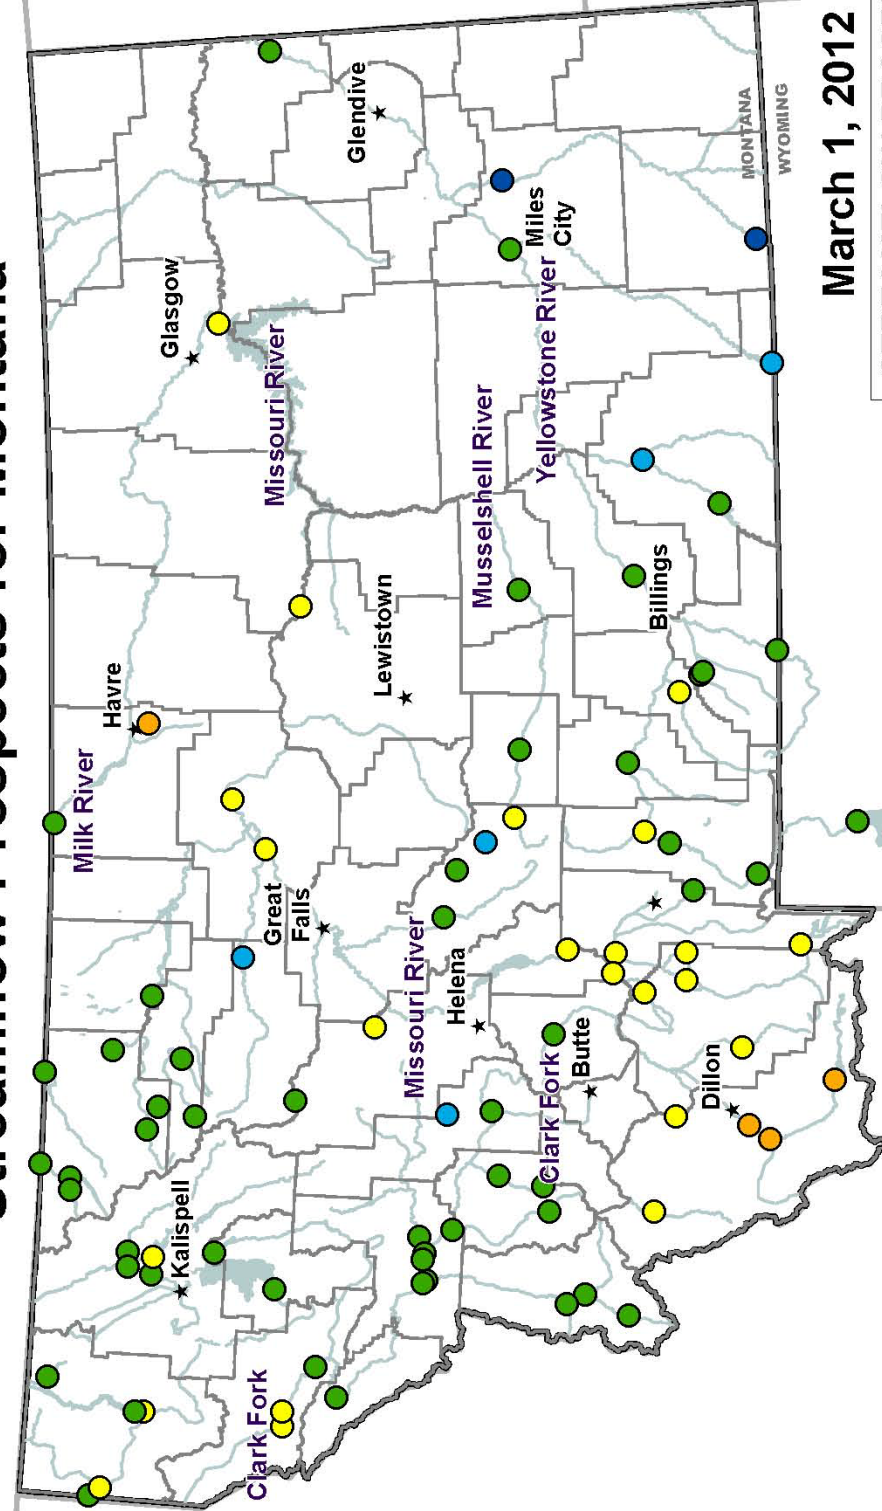 Streamflow Prospects for Montana
Milk River
Havre
Glasgow
Kalispell
Clark Fork
Great
Falls
Missouri River
Glendive
Lewistown
Missouri River
Helena
Musselshell River
Miles
City
Yellowstone River
Clark Fork
Butte
Billings
Dillon
MONTANA
WYOMING
March 1, 2012